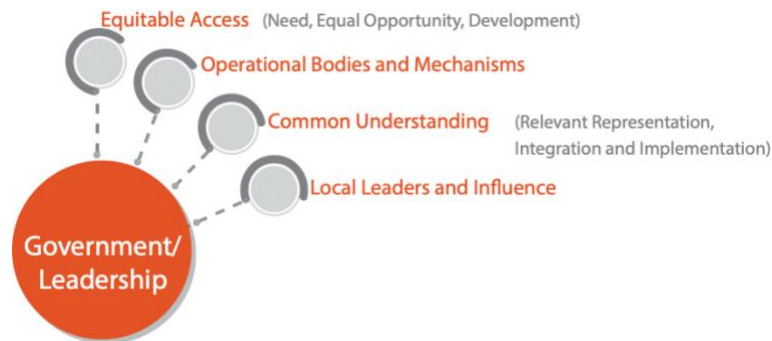 Equitable Access (Need, Equal Opportunity, Development)
Operational Bodies and Mechanisms
Common Understanding (Relevant Representation,
Integration and Implementation)
Local Leaders and Influence
Government/
Leadership